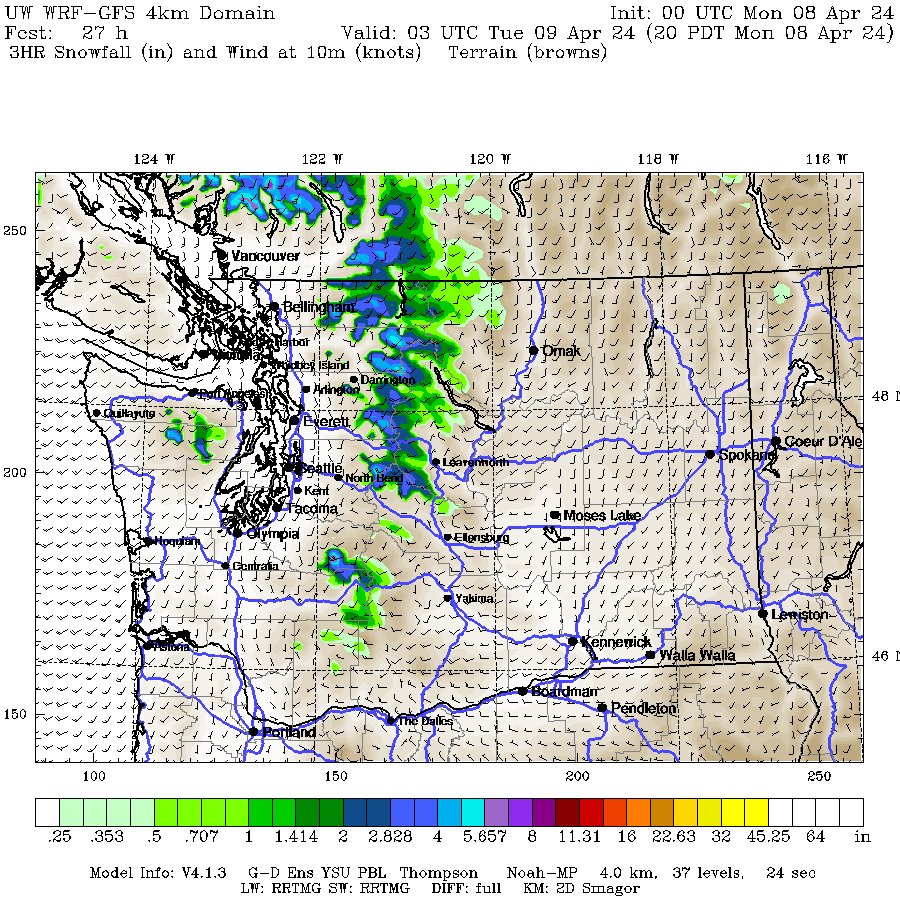 UW WRF-GFS 4km Domain Init: 00 UTC Mon 08 Apr 24
Fcst: 27 h Valid: 03 UTC Tue 09 Apr 24 (20 PDT Mon 08 Apr 24)
3HR Snowfall (in) and Wind at 10m (knots) Terrain (browns)
124 W 122 W 120 W 118 W 116 W
250
Vancouver
Bellingham
Omak
Whidbey Island
Darrington
Arlington
Port Angeles
48 N
Quillayute
Everett
Coeur D'Ale
Spokane
Leavenworth
200
Seattle
North Bend
Kent
Tacoma
Moses Lake
Olympia
Ellensburg
Hoquiam
Centralia
Yakima
Lewiston
Kennewick
Astoria
Walla Walla
46 N
Boardman
Pendleton
150
The Dalles
Portland
100 150 200 250
.25 .353 .5 .707 1 1.414 2 2.828 4 5.657 8 11.31 16 22.63 32 45.25 64 in
Model Info: V4.1.3 G-D Ens YSU PBL Thompson Noah-MP 4.0 km, 37 levels, 24 sec
LW: RRTMG SW: RRTMG DIFF: full KM: 2D Smagor